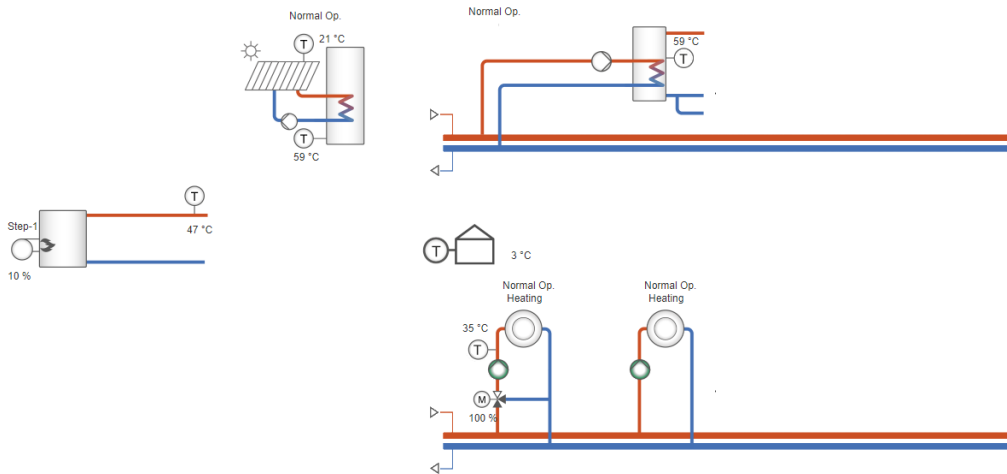 Normal Op.
T
21 °C
T
59 °C
Normal Op.
59 °C
T
T
47 °C
Step-1
10 %
T
3 °C
Normal Op.
Heating
35 °C
T
M
100 %
Normal Op.
Heating